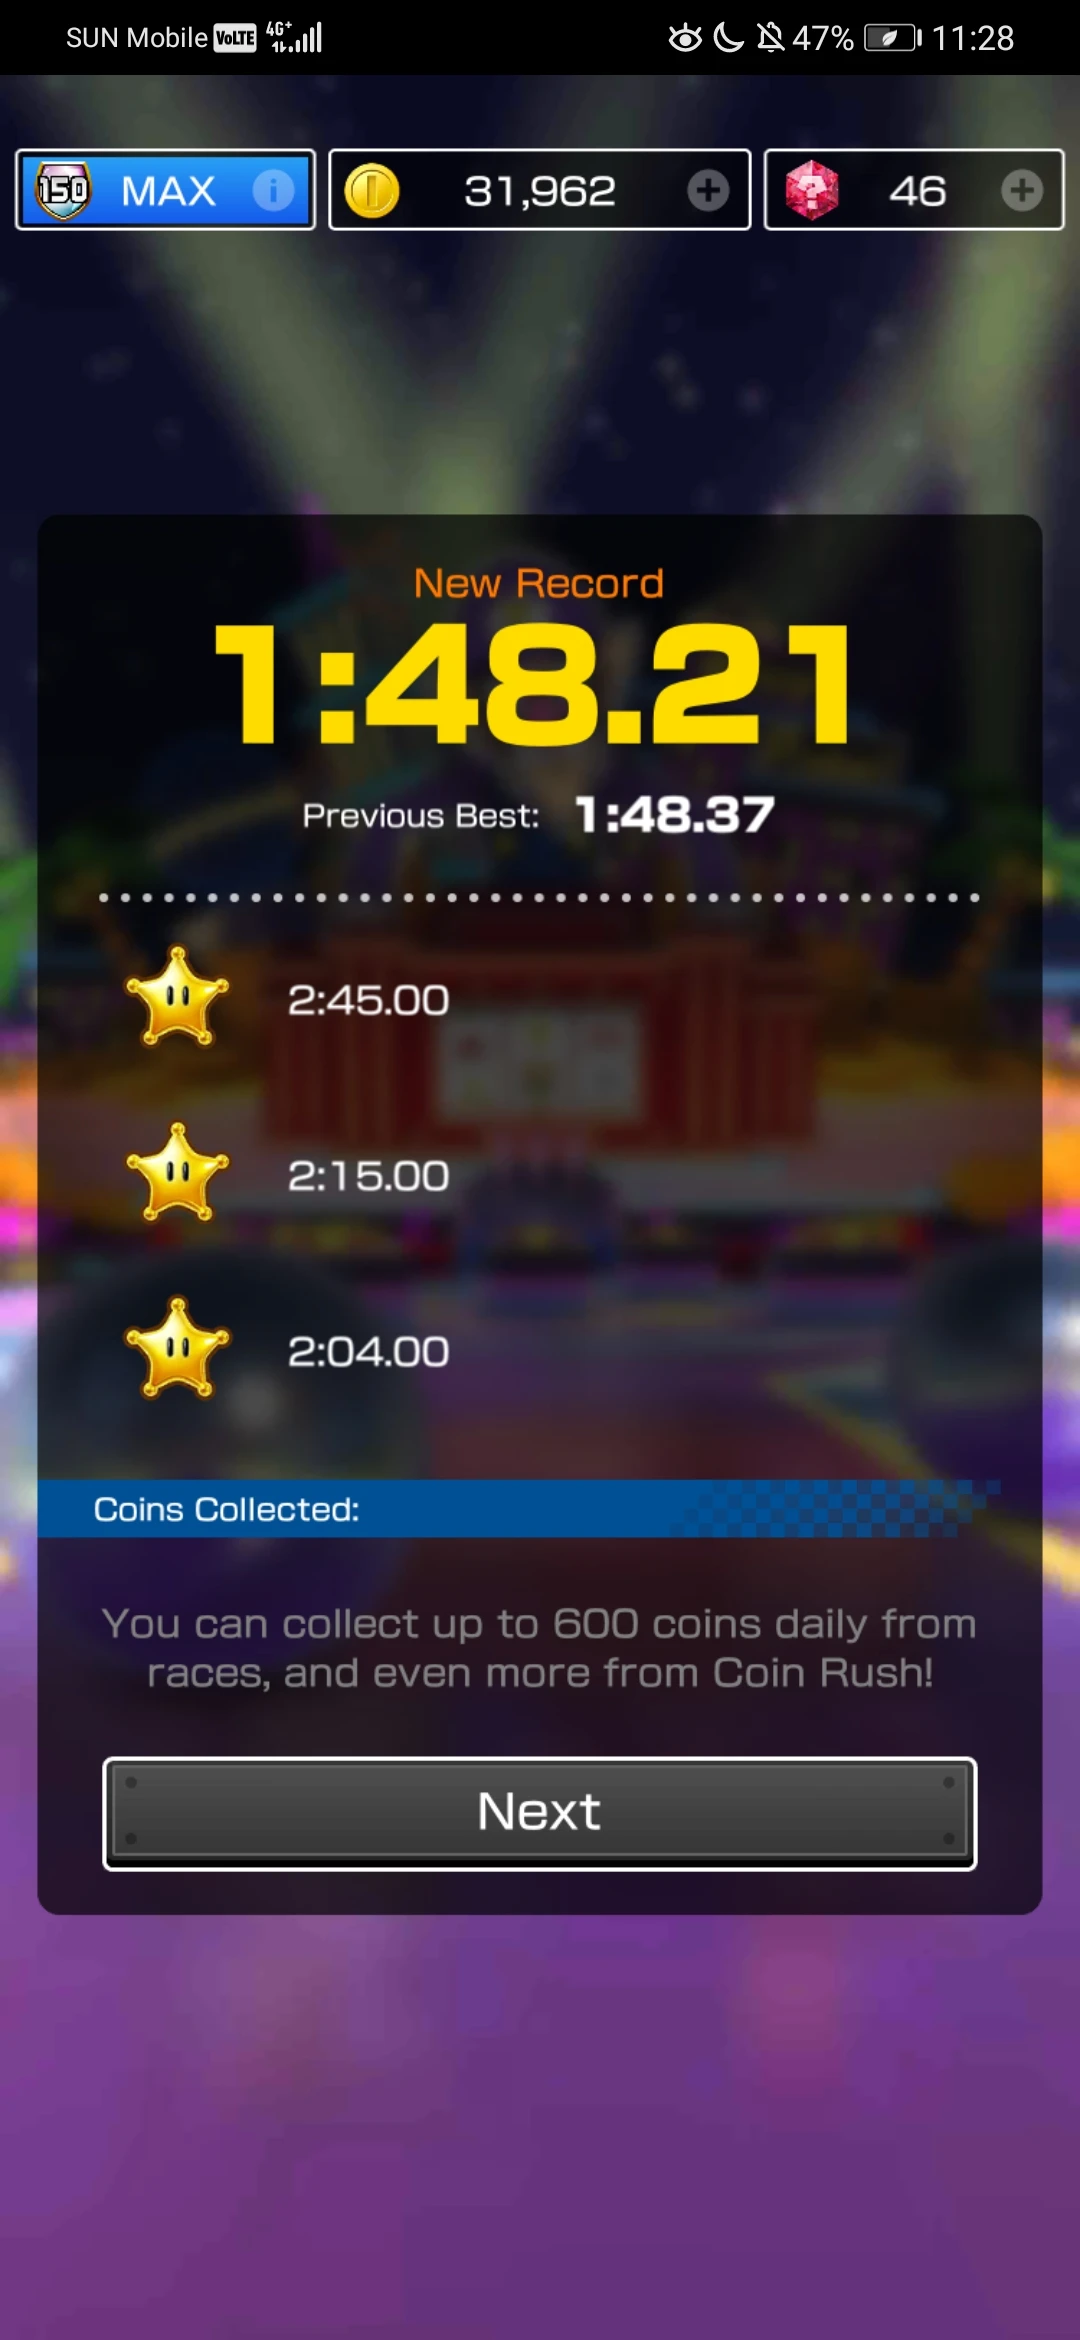 SUN Mobile VoLTE 4G+ 47% 11:28
150 MAX i 31,962 + 46 +
New Record
1:48.21
Previous Best: 1:48.37
2:45.00
2:15.00
2:04.00
Coins Collected:
You can collect up to 600 coins daily from
races, and even more from Coin Rush!
Next